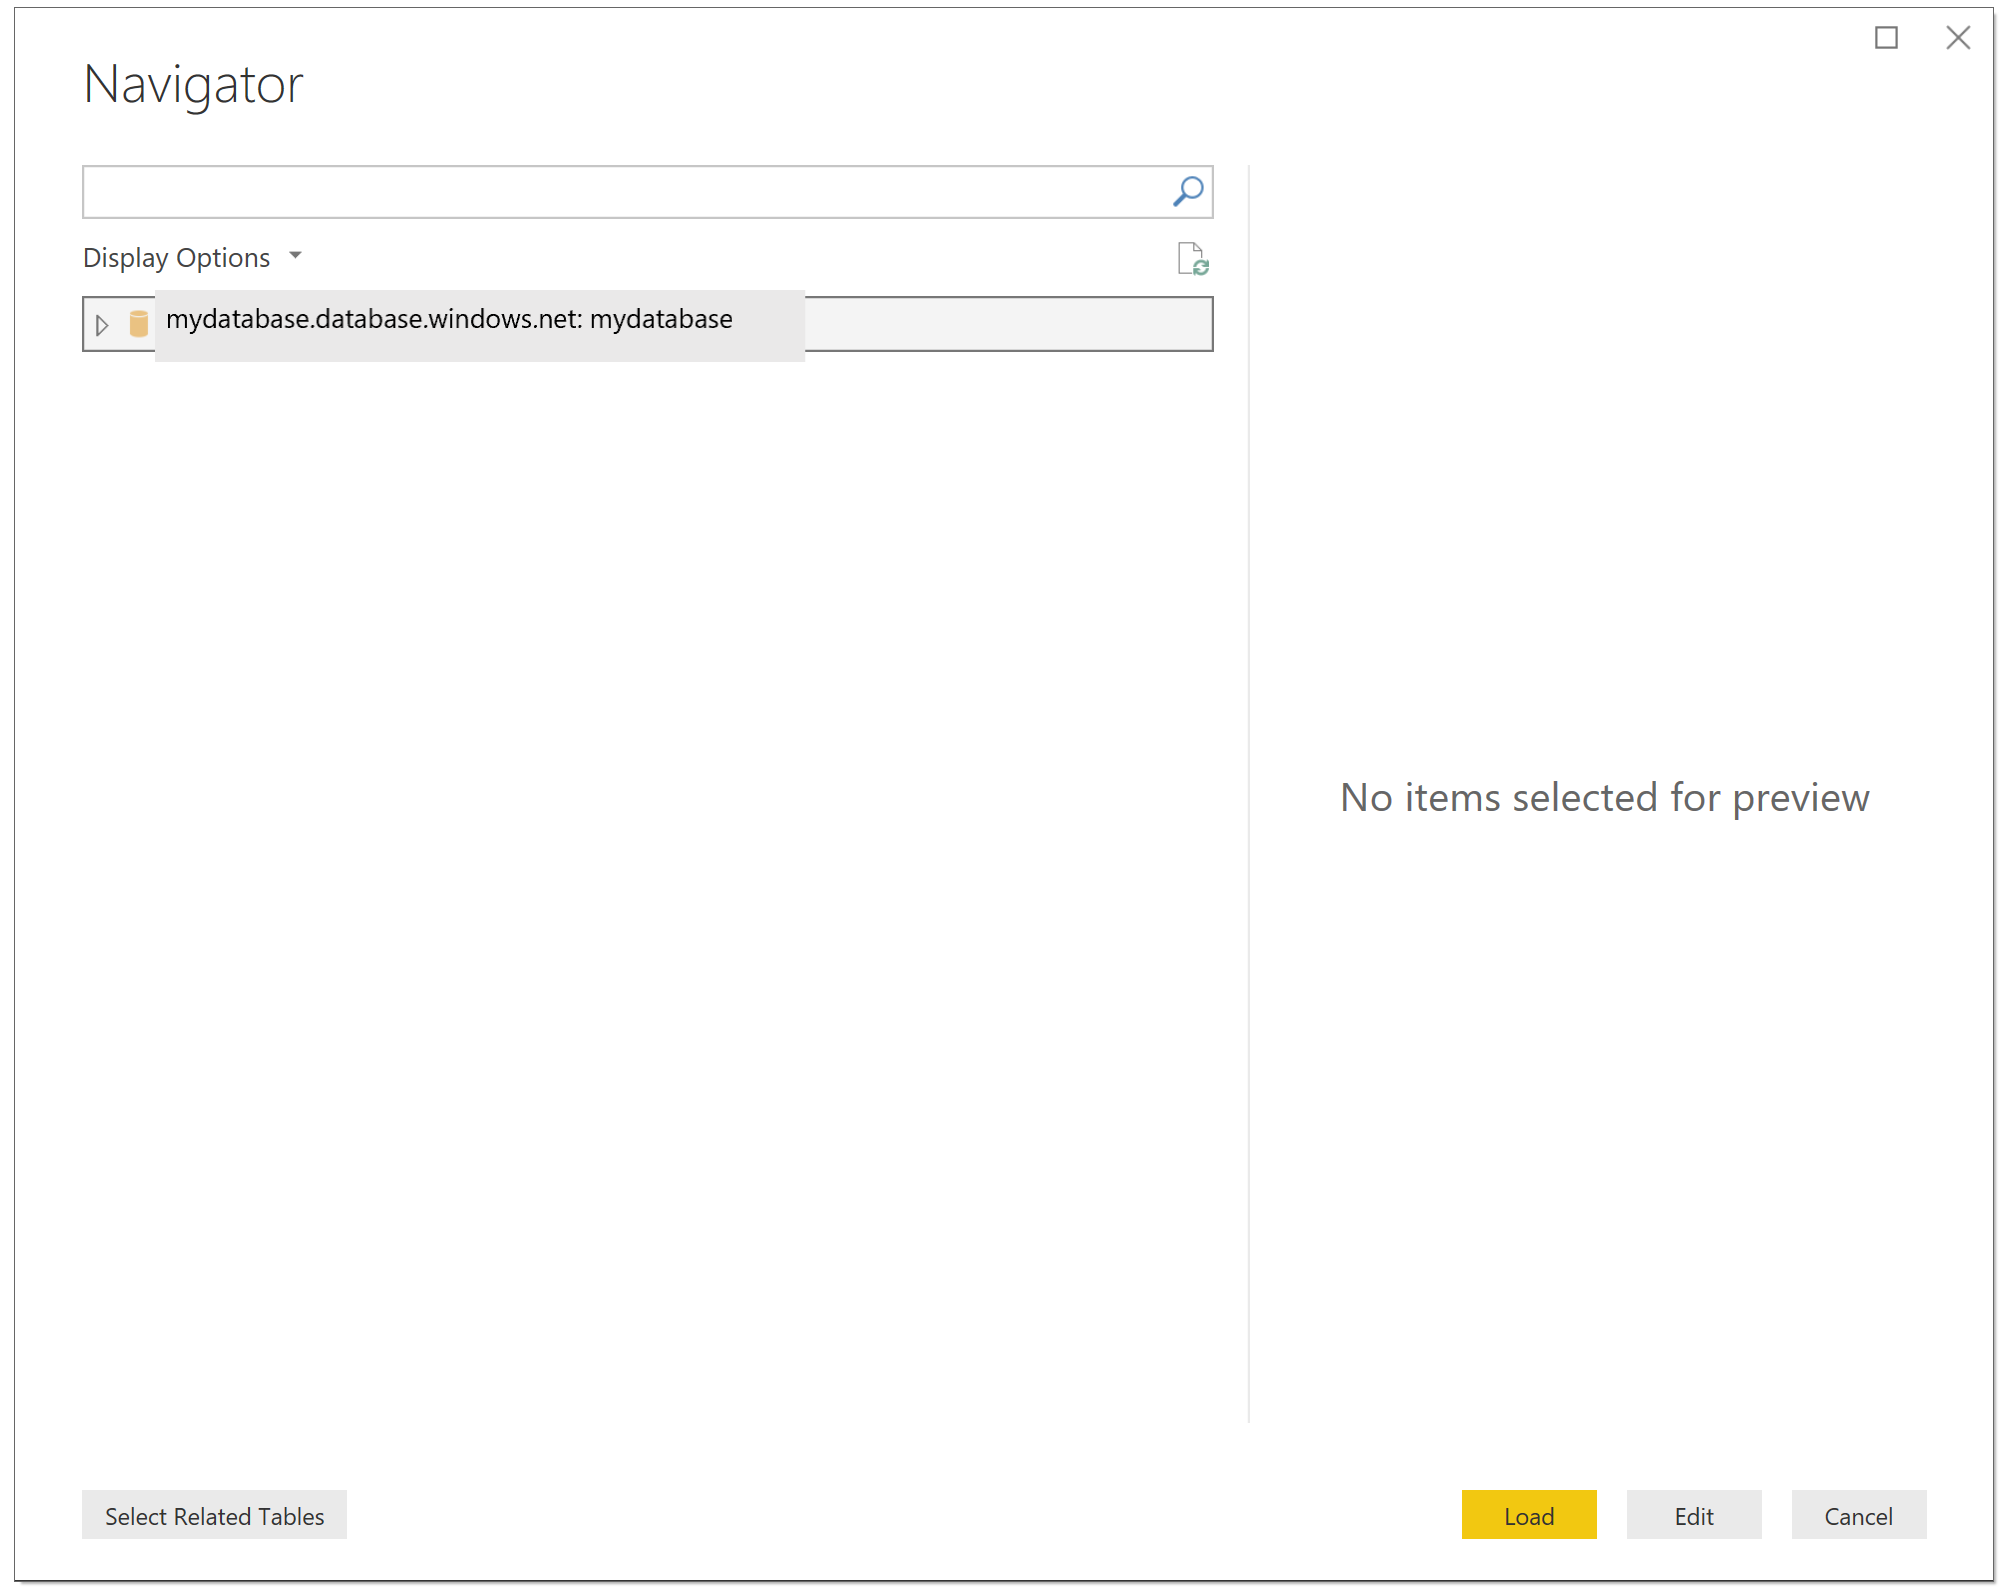 Navigator
Display Options
mydatabase.database.windows.net: mydatabase
No items selected for preview
Select Related Tables
Load
Edit
Cancel